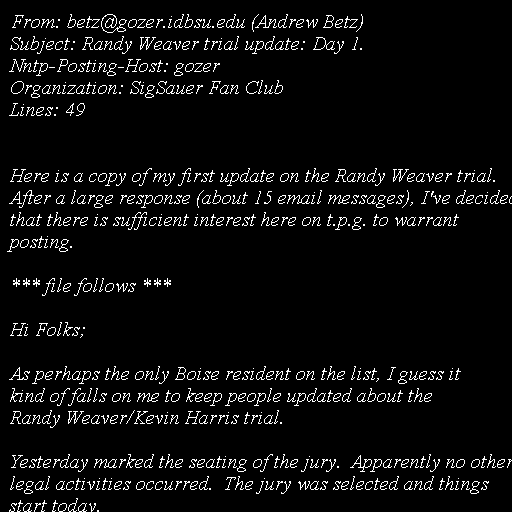 From: betz@gozer.idbsu.edu (Andrew Betz)
Subject: Randy Weaver trial update: Day 1.
Nntp-Posting-Host: gozer
Organization: SigSauer Fan Club
Lines: 49

Here is a copy of my first update on the Randy Weaver trial.
After a large response (about 15 email messages), I've decided
that there is sufficient interest here on t.p.g. to warrant
posting.

*** file follows ***

Hi Folks;

As perhaps the only Boise resident on the list, I guess it
kind of falls on me to keep people updated about the
Randy Weaver/Kevin Harris trial.

Yesterday marked the seating of the jury.  Apparently no other
legal activities occurred.  The jury was selected and things
start today.